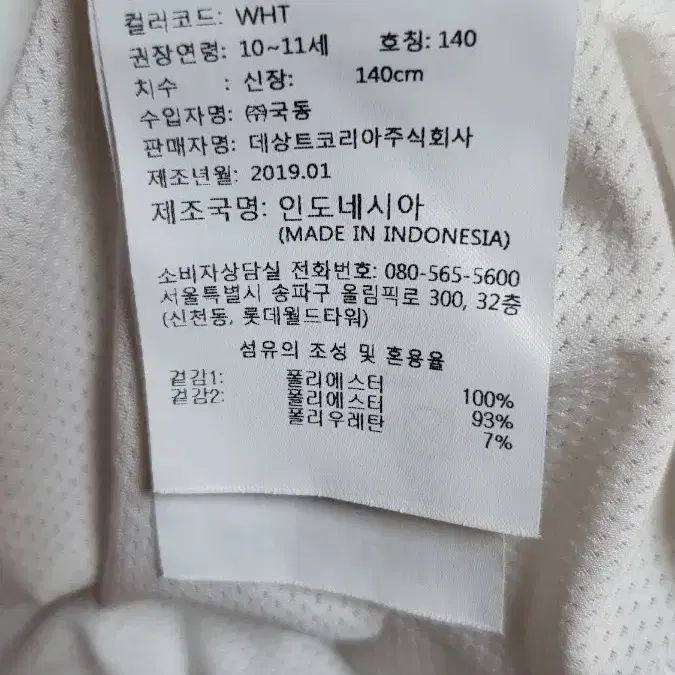 컬러코드: WHT
권장연령: 10~11세 호칭: 140
치수 : 신장: 140cm
수입자명: ㈜국동
판매자명: 데상트코리아주식회사
제조년월: 2019.01
제조국명: 인도네시아
(MADE IN INDONESIA)
소비자상담실 전화번호: 080-565-5600
서울특별시 송파구 올림픽로 300, 32층
(신천동, 롯데월드타워)
섬유의 조성 및 혼용율
겉감1: 폴리에스터 100%
겉감2: 폴리에스터 93%
폴리우레탄 7%